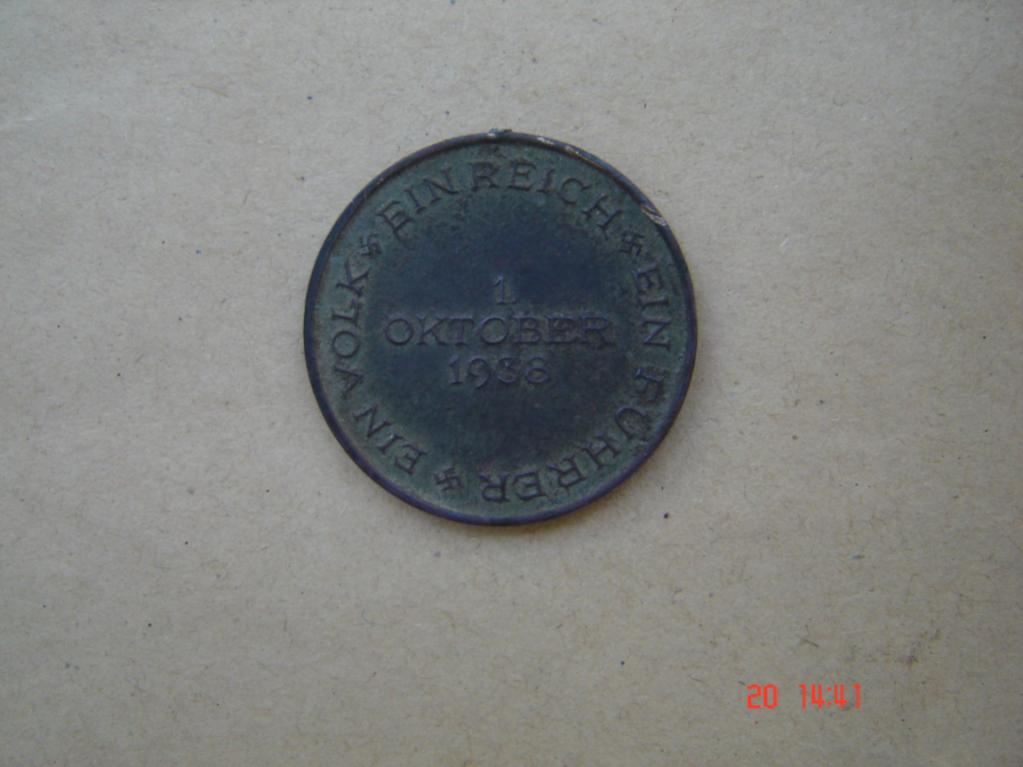 EIN VOLK EIN REICH EIN FÜHRER
1.
OKTOBER
1938
20 14:41